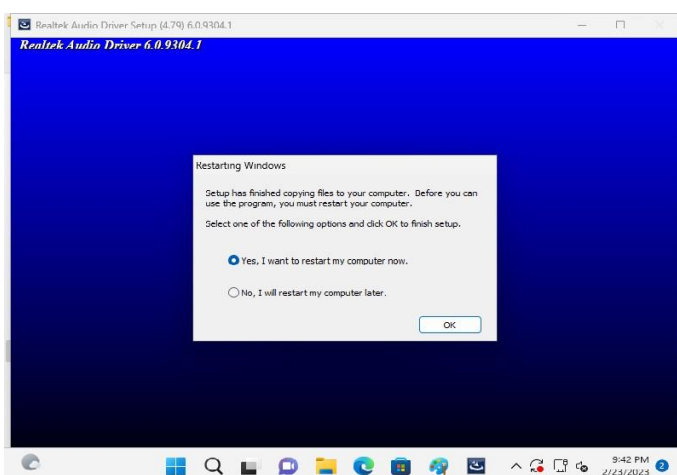 Realtek Audio Driver Setup (4.79) 6.0.9304.1
Realtek Audio Driver 6.0.9304.1
Restarting Windows
Setup has finished copying files to your computer. Before you can
use the program, you must restart your computer.
Select one of the following options and click OK to finish setup.
Yes, I want to restart my computer now.
No, I will restart my computer later.
OK
9:42 PM
2/23/2023
2